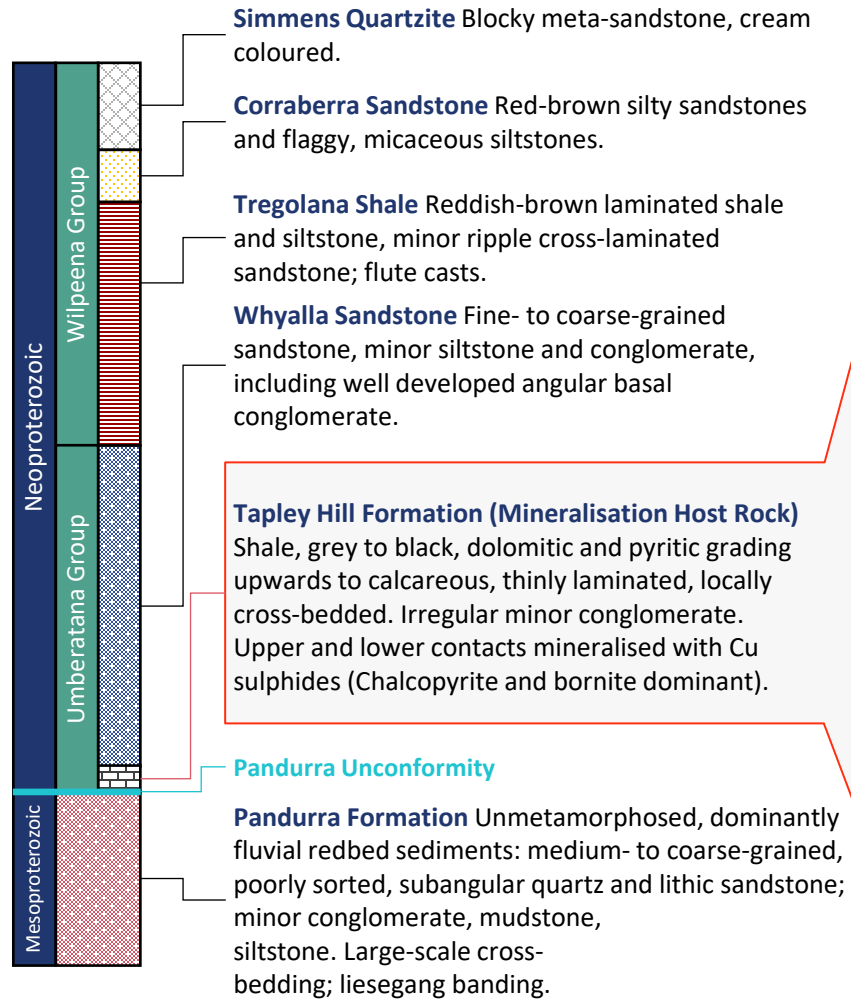 Simmens Quartzite Blocky meta-sandstone, cream
coloured.
Corraberra Sandstone Red-brown silty sandstones
and flaggy, micaceous siltstones.
Tregolana Shale Reddish-brown laminated shale
and siltstone, minor ripple cross-laminated
sandstone; flute casts.
Whyalla Sandstone Fine- to coarse-grained
sandstone, minor siltstone and conglomerate,
including well developed angular basal
conglomerate.
Tapley Hill Formation (Mineralisation Host Rock)
Shale, grey to black, dolomitic and pyritic grading
upwards to calcareous, thinly laminated, locally
cross-bedded. Irregular minor conglomerate.
Upper and lower contacts mineralised with Cu
sulphides (Chalcopyrite and bornite dominant).
Pandurra Unconformity
Pandurra Formation Unmetamorphosed, dominantly
fluvial redbed sediments: medium- to coarse-grained,
poorly sorted, subangular quartz and lithic sandstone;
minor conglomerate, mudstone,
siltstone. Large-scale cross-
bedding; liesegang banding.
Neoproterozoic
Mesoproterozoic
Wilpeena Group
Umberatana Group